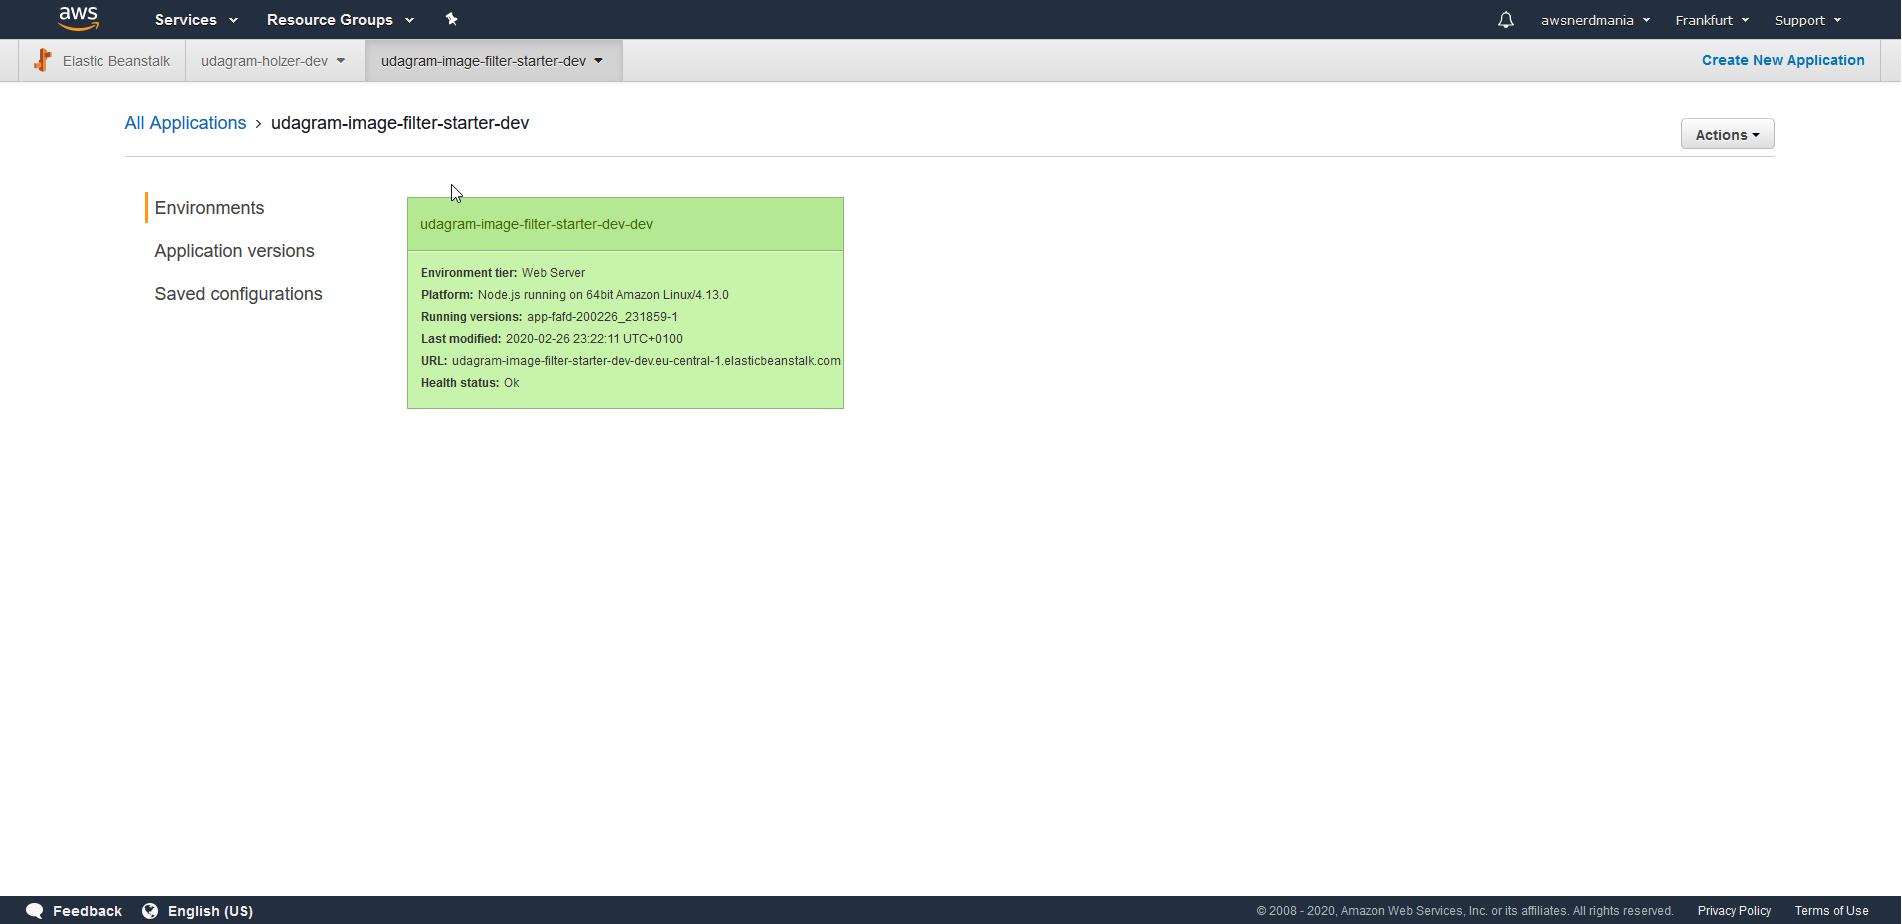 aws Services Resource Groups awsnerdmania Frankfurt Support
Elastic Beanstalk udagram-holzer-dev udagram-image-filter-starter-dev Create New Application
All Applications › udagram-image-filter-starter-dev
Actions
Environments
Application versions
Saved configurations
udagram-image-filter-starter-dev-dev
Environment tier: Web Server
Platform: Node.js running on 64bit Amazon Linux/4.13.0
Running versions: app-fafd-200226_231859-1
Last modified: 2020-02-26 23:22:11 UTC+0100
URL: udagram-image-filter-starter-dev-dev.eu-central-1.elasticbeanstalk.com
Health status: Ok
Feedback English (US) © 2008 - 2020, Amazon Web Services, Inc. or its affiliates. All rights reserved. Privacy Policy Terms of Use